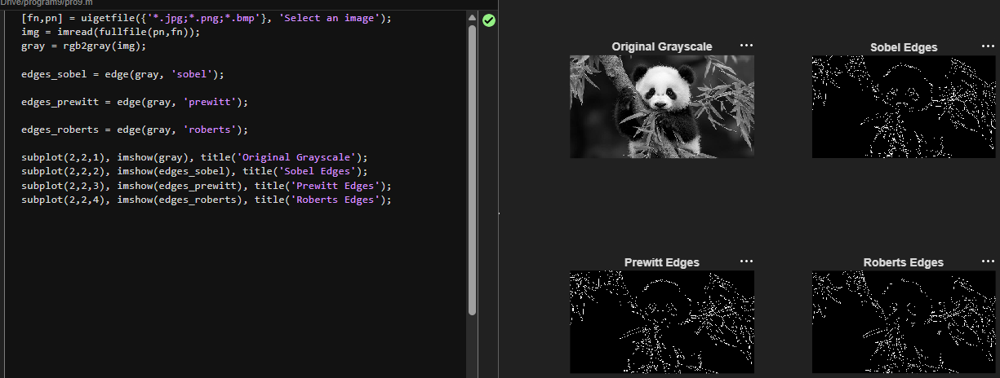 Drive/program9/pro9.m
[fn,pn] = uigetfile({'*.jpg;*.png;*.bmp'}, 'Select an image');
img = imread(fullfile(pn,fn));
gray = rgb2gray(img);
edges_sobel = edge(gray, 'sobel');
edges_prewitt = edge(gray, 'prewitt');
edges_roberts = edge(gray, 'roberts');
subplot(2,2,1), imshow(gray), title('Original Grayscale');
subplot(2,2,2), imshow(edges_sobel), title('Sobel Edges');
subplot(2,2,3), imshow(edges_prewitt), title('Prewitt Edges');
subplot(2,2,4), imshow(edges_roberts), title('Roberts Edges');
Original Grayscale
Sobel Edges
Prewitt Edges
Roberts Edges